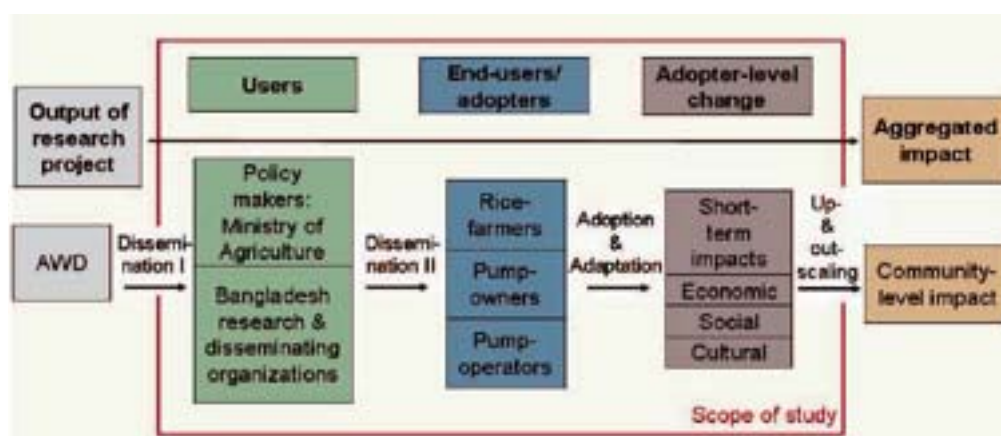 Users
End-users/
adopters
Adopter-level
change
Output of
research
project
Aggregated
impact
AWD
Dissemi-
nation I
Policy
makers:
Ministry of
Agriculture
Bangladesh
research &
disseminating
organizations
Dissemi-
nation II
Rice-
farmers
Pump-
owners
Pump-
operators
Adoption
&
Adaptation
Short-
term
impacts
Economic
Social
Cultural
Up-
&
out-
scaling
Community-
level impact
Scope of study